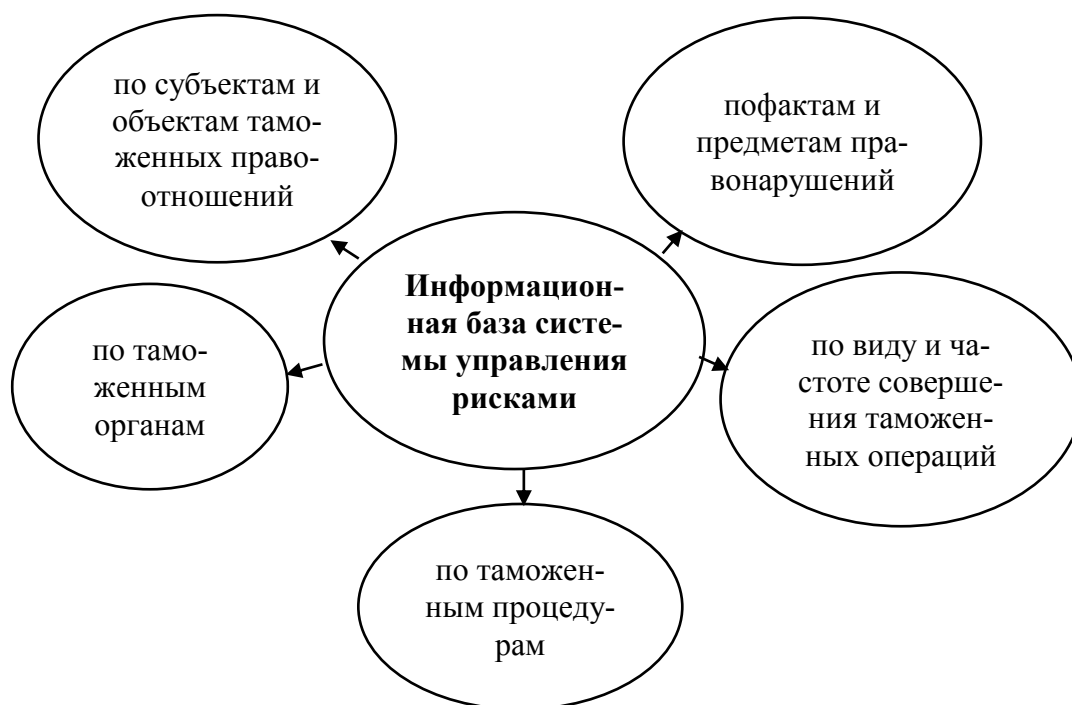 по субъектам и
объектам тамо-
женных право-
отношений
пофактам и
предметам пра-
вонарушений
Информацион-
ная база систе-
мы управления
рисками
по тамо-
женным
органам
по виду и ча-
стоте соверше-
ния таможен-
ных операций
по таможен-
ным процеду-
рам